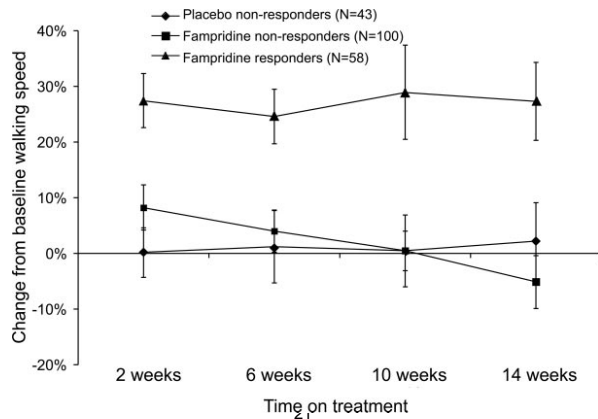 Placebo non-responders (N=43)
Fampridine non-responders (N=100)
Fampridine responders (N=58)
Change from baseline walking speed
40%
30%
20%
10%
0%
-10%
-20%
2 weeks
6 weeks
10 weeks
14 weeks
Time on treatment
2